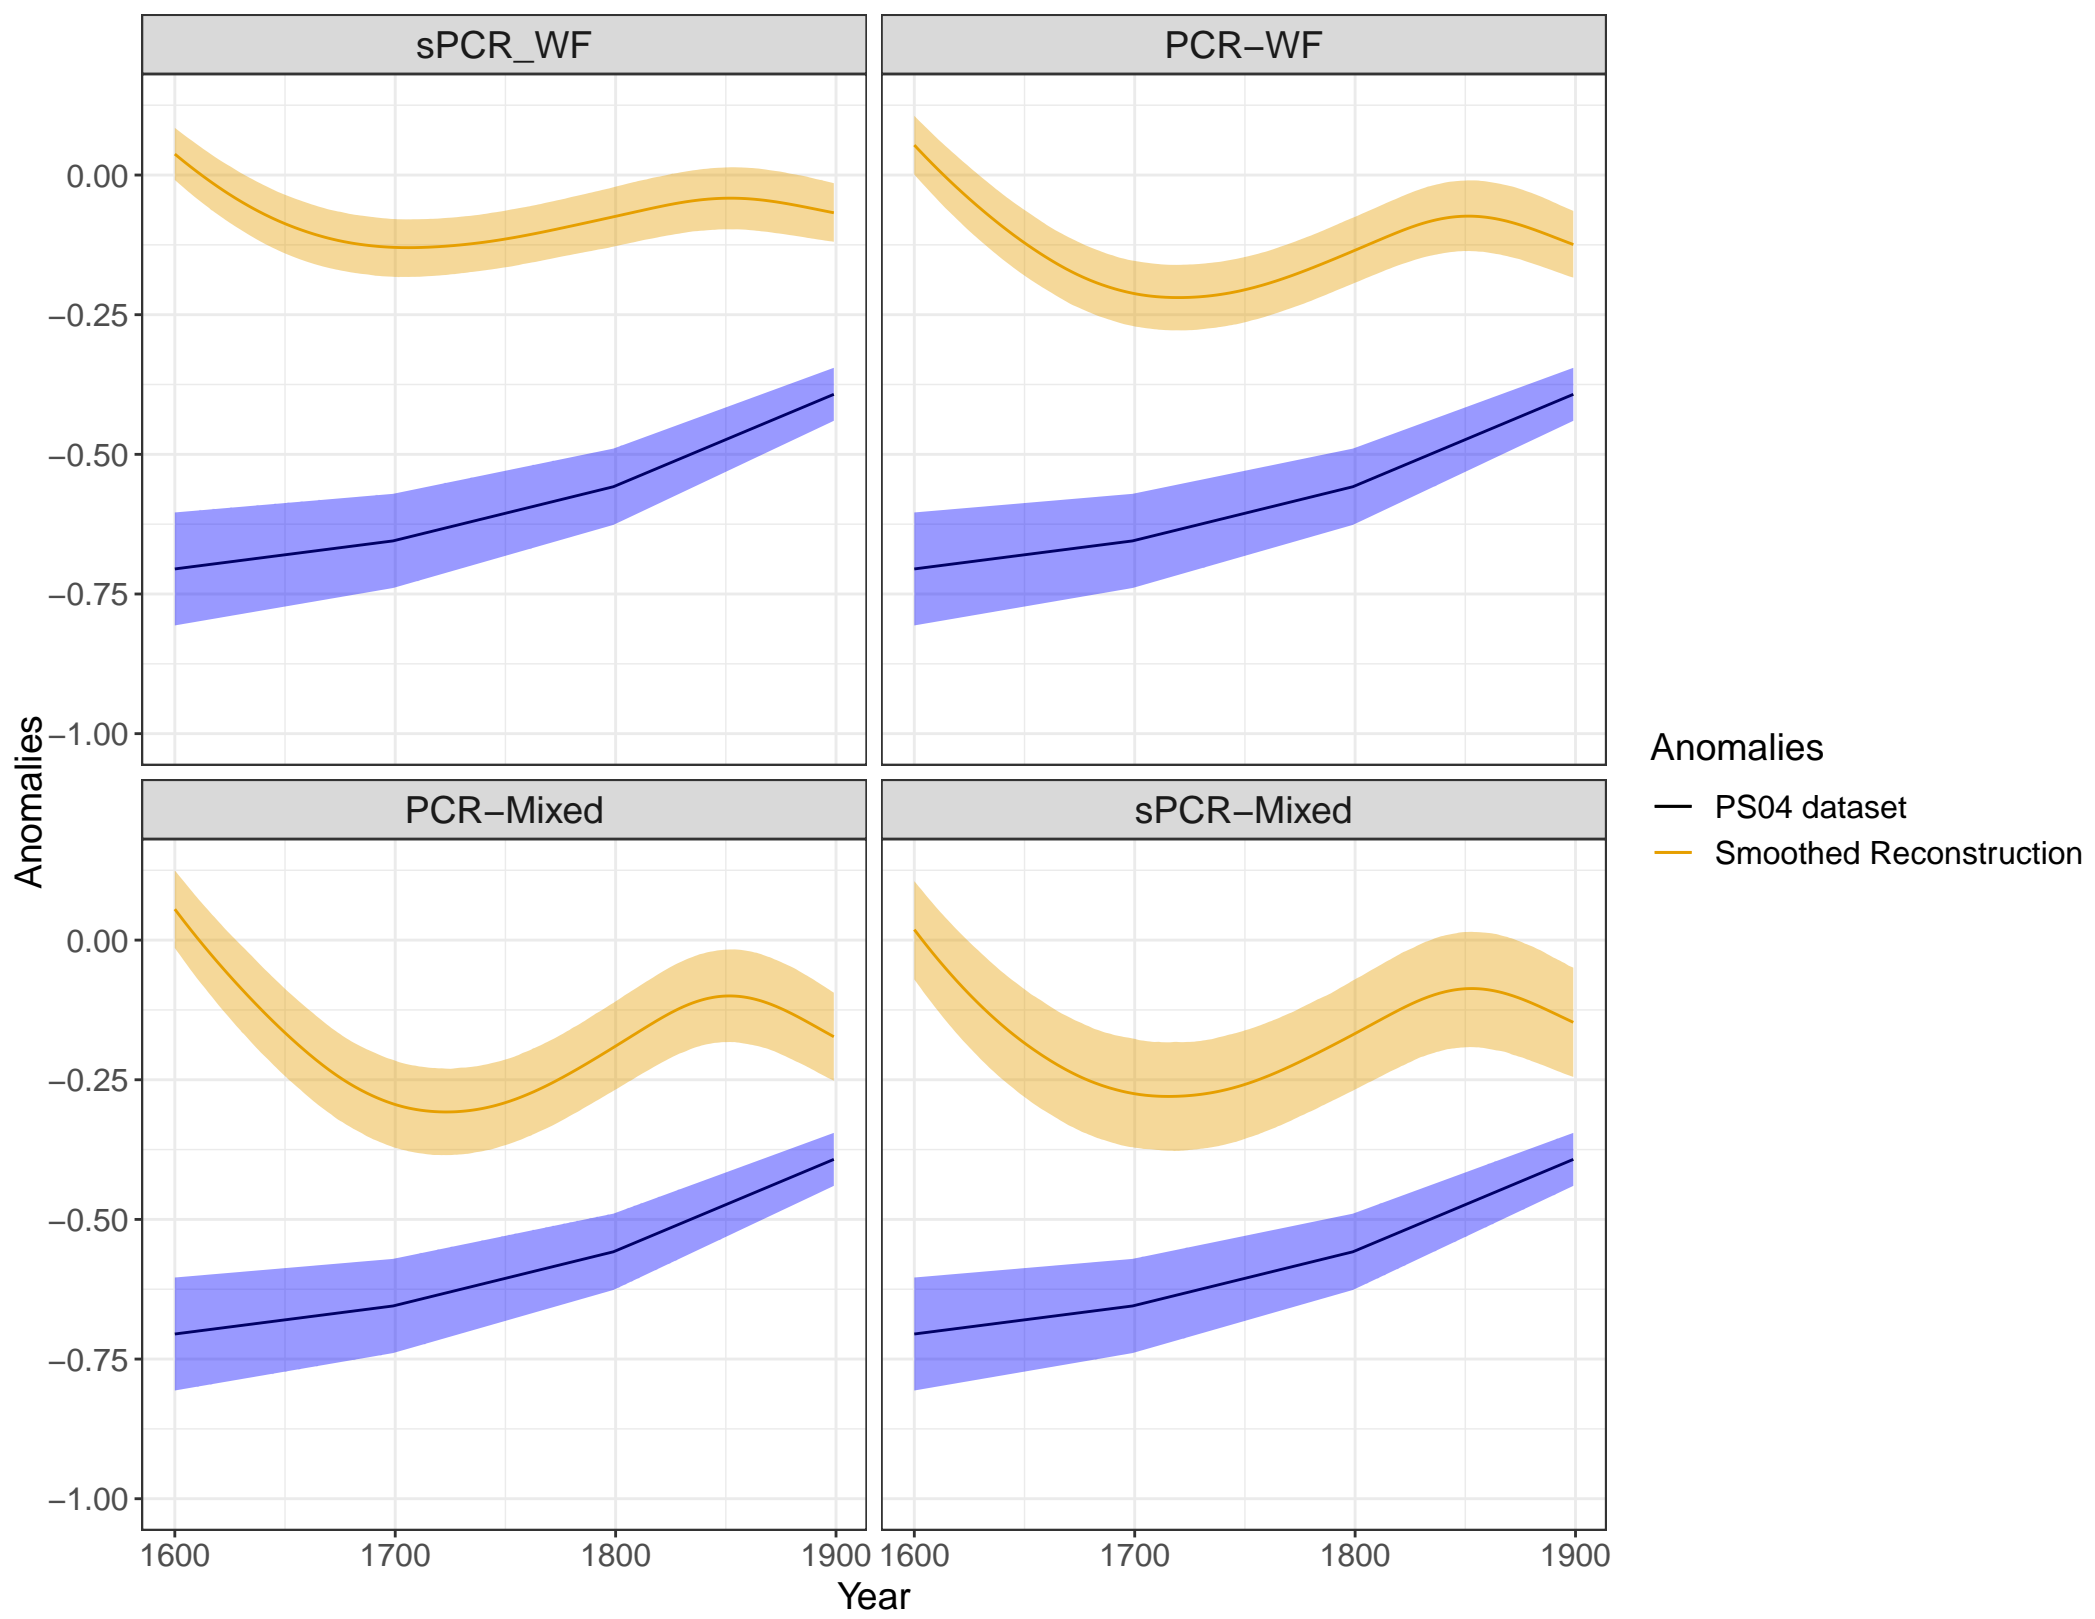 sPCR_WF
PCR−WF
0.00
−0.25
−0.50
−0.75
−1.00
Anomalies
PCR−Mixed
sPCR−Mixed
0.00
−0.25
−0.50
−0.75
−1.00
1600 1700 1800 1900
1600 1700 1800 1900
Year
Anomalies
PS04 dataset
Smoothed Reconstruction